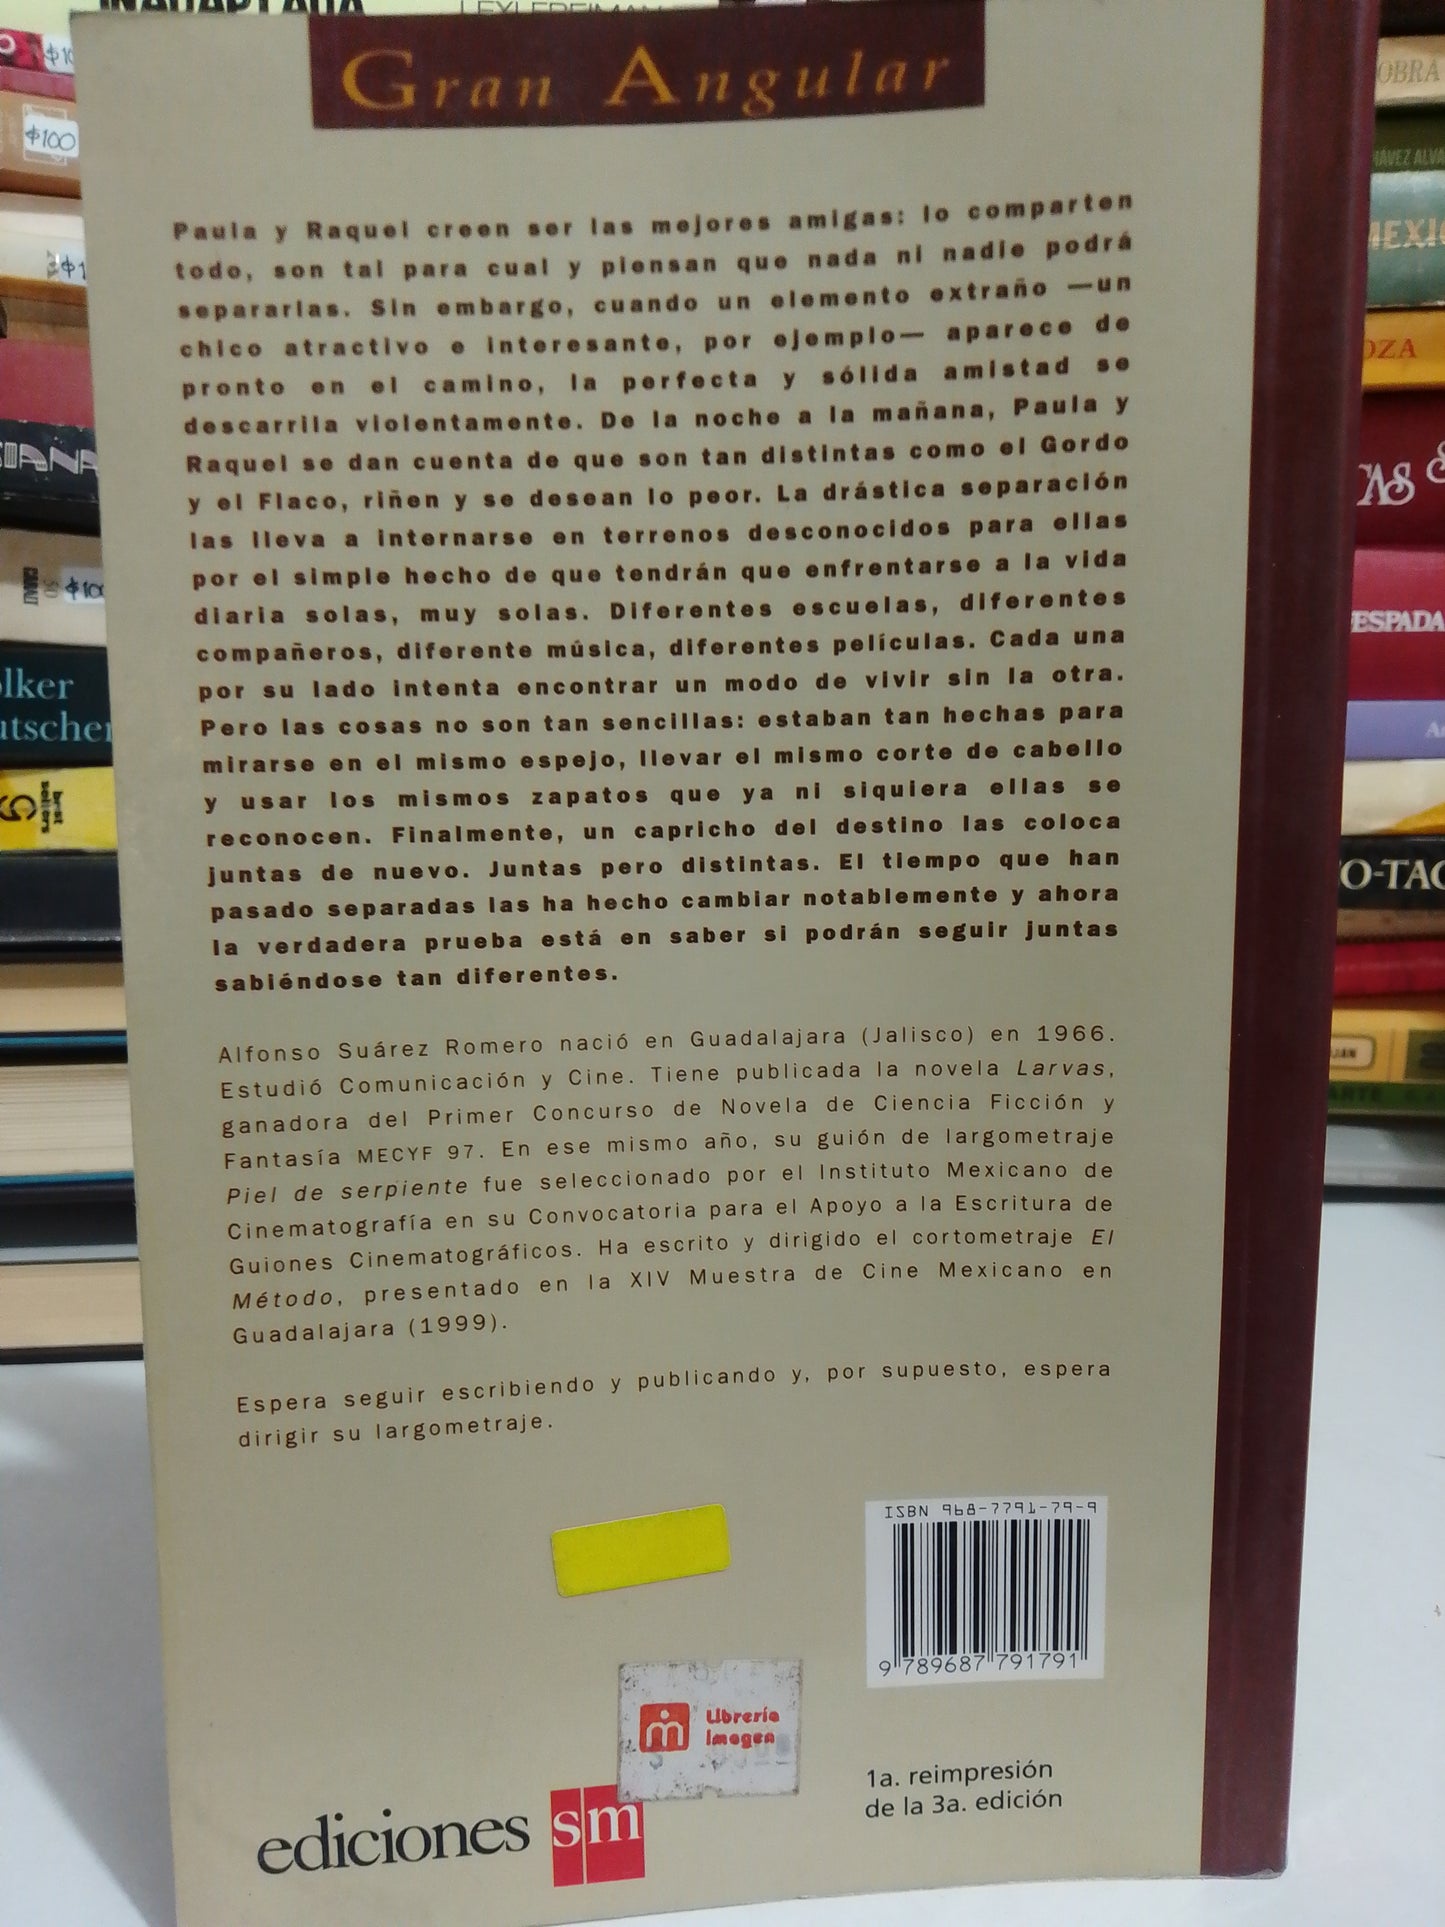 Gran Angular
Paula y Raquel creen ser las mejores amigas: lo comparten
todo, son tal para cual y piensan que nada ni nadie podrá
separarlas. Sin embargo, cuando un elemento extraño —un
chico atractivo e interesante, por ejemplo— aparece de
pronto en el camino, la perfecta y sólida amistad se
descarrila violentamente. De la noche a la mañana, Paula y
Raquel se dan cuenta de que son tan distintas como el Gordo
y el Flaco, riñen y se desean lo peor. La drástica separación
las lleva a internarse en terrenos desconocidos para ellas
por el simple hecho de que tendrán que enfrentarse a la vida
diaria solas, muy solas. Diferentes escuelas, diferentes
compañeros, diferente música, diferentes películas. Cada una
por su lado intenta encontrar un modo de vivir sin la otra.
Pero las cosas no son tan sencillas: estaban tan hechas para
mirarse en el mismo espejo, llevar el mismo corte de cabello
y usar los mismos zapatos que ya ni siquiera ellas se
reconocen. Finalmente, un capricho del destino las coloca
juntas de nuevo. Juntas pero distintas. El tiempo que han
pasado separadas las ha hecho cambiar notablemente y ahora
la verdadera prueba está en saber si podrán seguir juntas
sabiéndose tan diferentes.
Alfonso Suárez Romero nació en Guadalajara (Jalisco) en 1966.
Estudió Comunicación y Cine. Tiene publicada la novela Larvas,
ganadora del Primer Concurso de Novela de Ciencia Ficción y
Fantasía MECYF 97. En ese mismo año, su guión de largometraje
Piel de serpiente fue seleccionado por el Instituto Mexicano de
Cinematografía en su Convocatoria para el Apoyo a la Escritura de
Guiones Cinematográficos. Ha escrito y dirigido el cortometraje El
Método, presentado en la XIV Muestra de Cine Mexicano en
Guadalajara (1999).
Espera seguir escribiendo y publicando y, por supuesto, espera
dirigir su largometraje.
ISBN 968-7791-79-9
9 789687 791791
Librería
Imagen
1a. reimpresión
de la 3a. edición
ediciones sm
$100
$100
best
sellers
OBRA
ESPADA